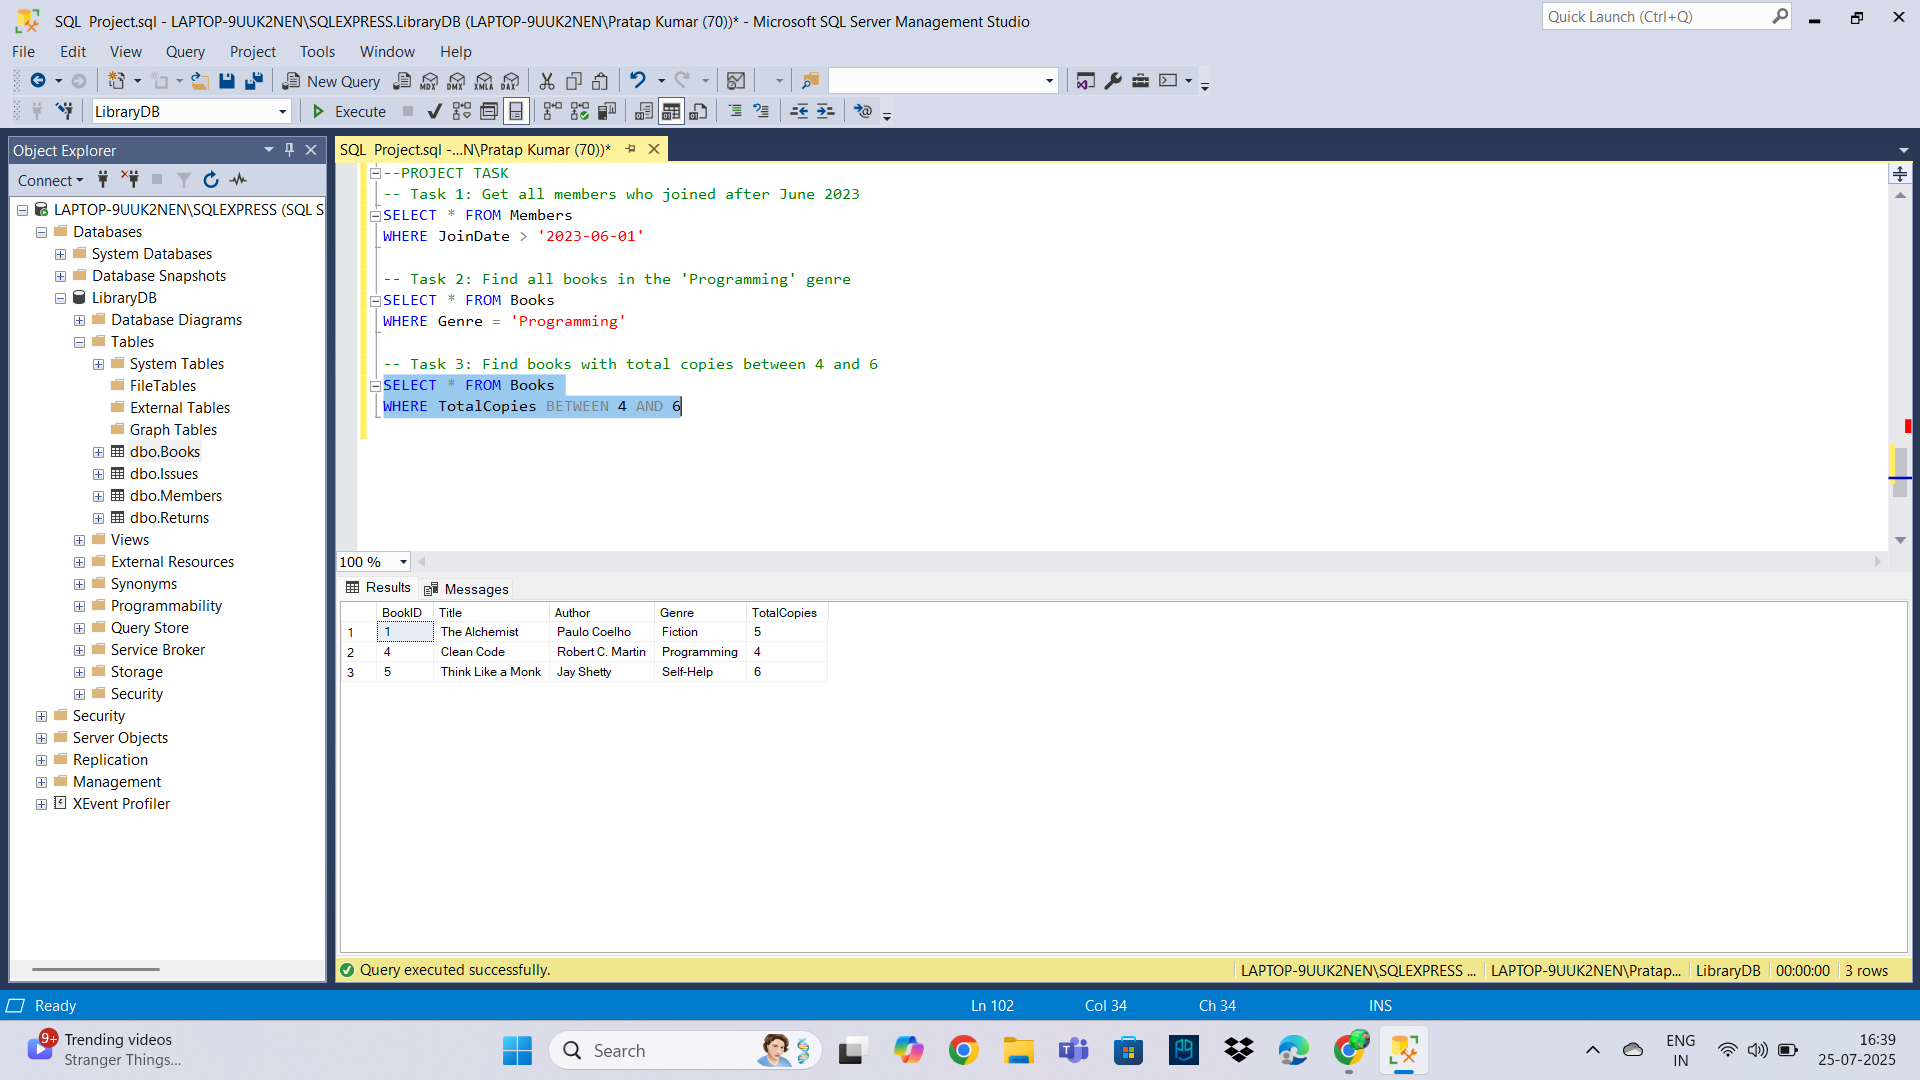 SQL Project.sql - LAPTOP-9UUK2NEN\SQLEXPRESS.LibraryDB (LAPTOP-9UUK2NEN\Pratap Kumar (70))* - Microsoft SQL Server Management Studio
Quick Launch (Ctrl+Q)
File Edit View Query Project Tools Window Help
New Query MDX DMX XMLA DAX
LibraryDB Execute
Object Explorer
Connect
LAPTOP-9UUK2NEN\SQLEXPRESS (SQL S
Databases
System Databases
Database Snapshots
LibraryDB
Database Diagrams
Tables
System Tables
FileTables
External Tables
Graph Tables
dbo.Books
dbo.Issues
dbo.Members
dbo.Returns
Views
External Resources
Synonyms
Programmability
Query Store
Service Broker
Storage
Security
Security
Server Objects
Replication
Management
XEvent Profiler
SQL Project.sql -...N\Pratap Kumar (70))*
--PROJECT TASK
-- Task 1: Get all members who joined after June 2023
SELECT * FROM Members
WHERE JoinDate > '2023-06-01'
-- Task 2: Find all books in the 'Programming' genre
SELECT * FROM Books
WHERE Genre = 'Programming'
-- Task 3: Find books with total copies between 4 and 6
SELECT * FROM Books
WHERE TotalCopies BETWEEN 4 AND 6
100 %
Results Messages
BookID Title Author Genre TotalCopies
1 1 The Alchemist Paulo Coelho Fiction 5
2 4 Clean Code Robert C. Martin Programming 4
3 5 Think Like a Monk Jay Shetty Self-Help 6
Query executed successfully. LAPTOP-9UUK2NEN\SQLEXPRESS ... LAPTOP-9UUK2NEN\Pratap... LibraryDB 00:00:00 3 rows
Ready Ln 102 Col 34 Ch 34 INS
9+ Trending videos
Stranger Things...
Search
ENG
IN
16:39
25-07-2025